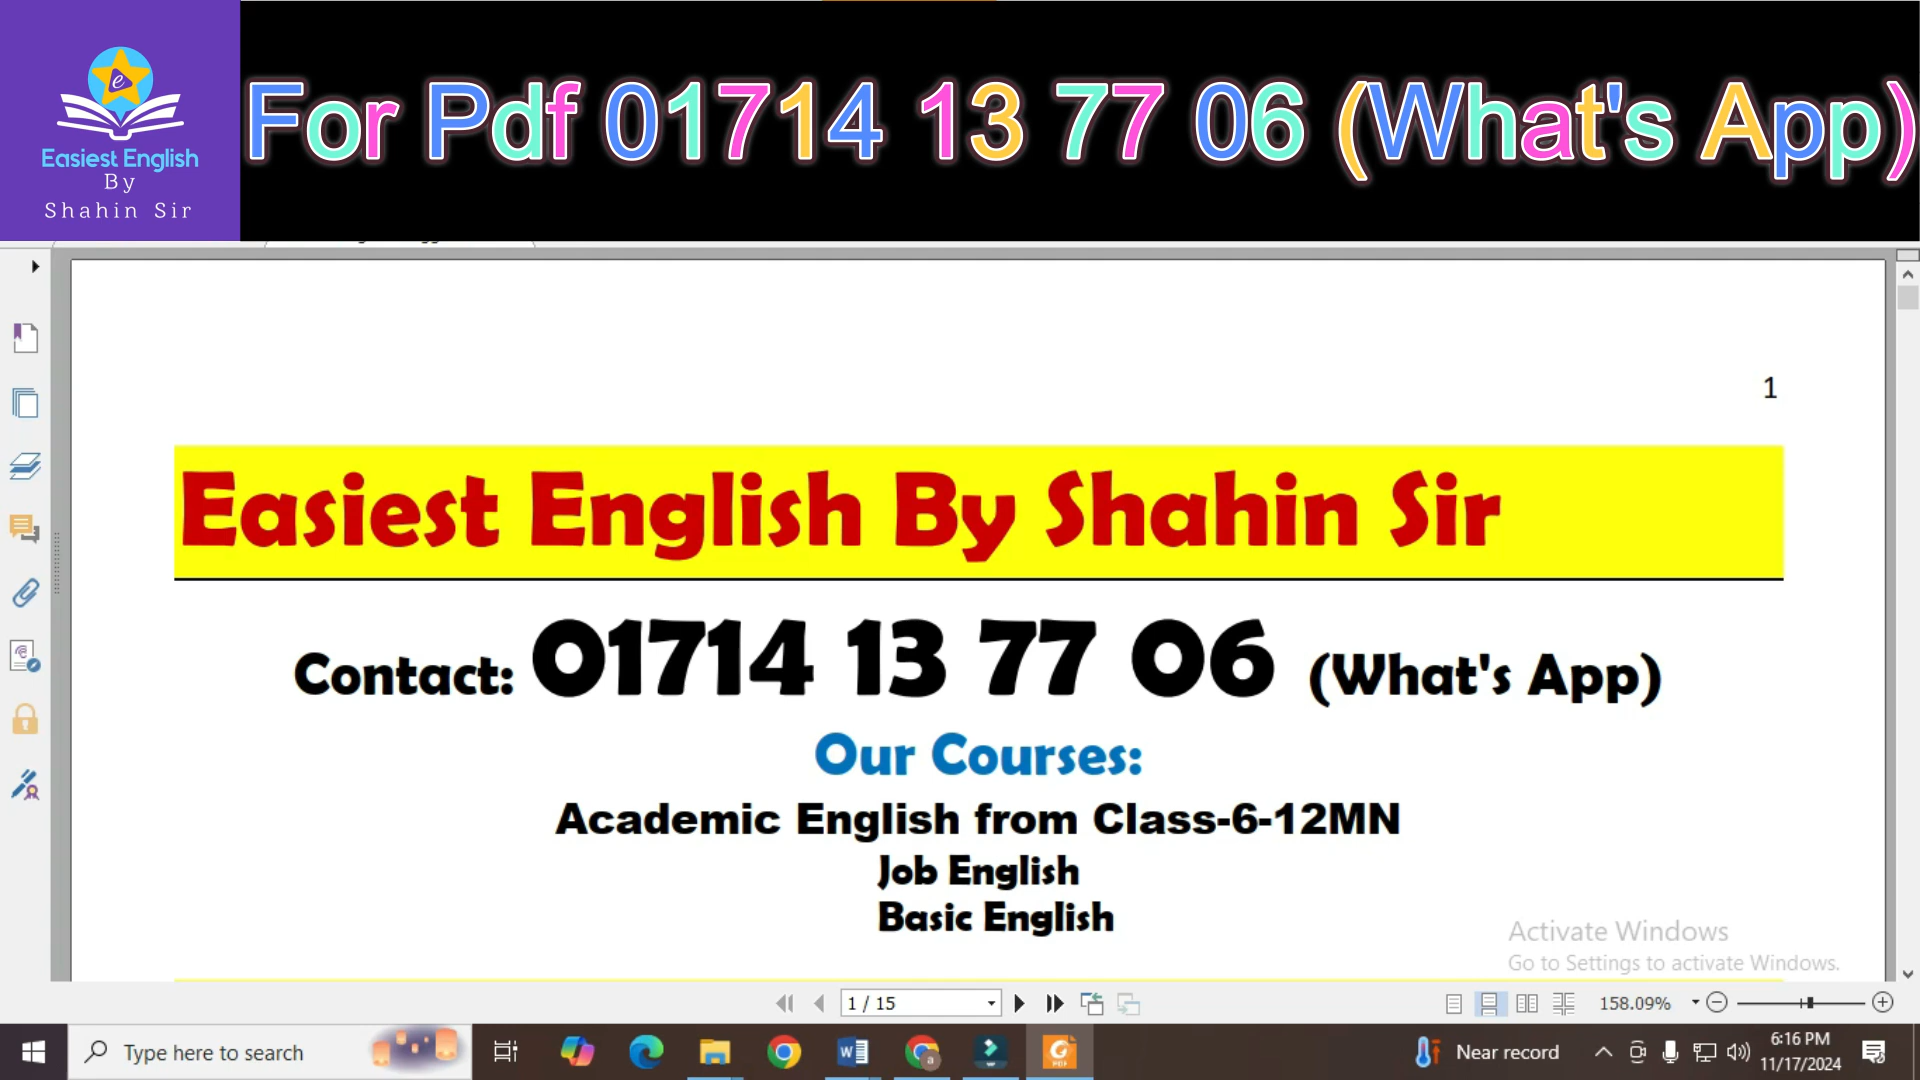 For Pdf 01714 13 77 06 (What's App)
Easiest English
By
Shahin Sir
1
Easiest English By Shahin Sir
Contact: 01714 13 77 06 (What's App)
Our Courses:
Academic English from Class-6-12MN
Job English
Basic English
Activate Windows
Go to Settings to activate Windows.
1 / 15
158.09%
Type here to search
Near record
6:16 PM
11/17/2024